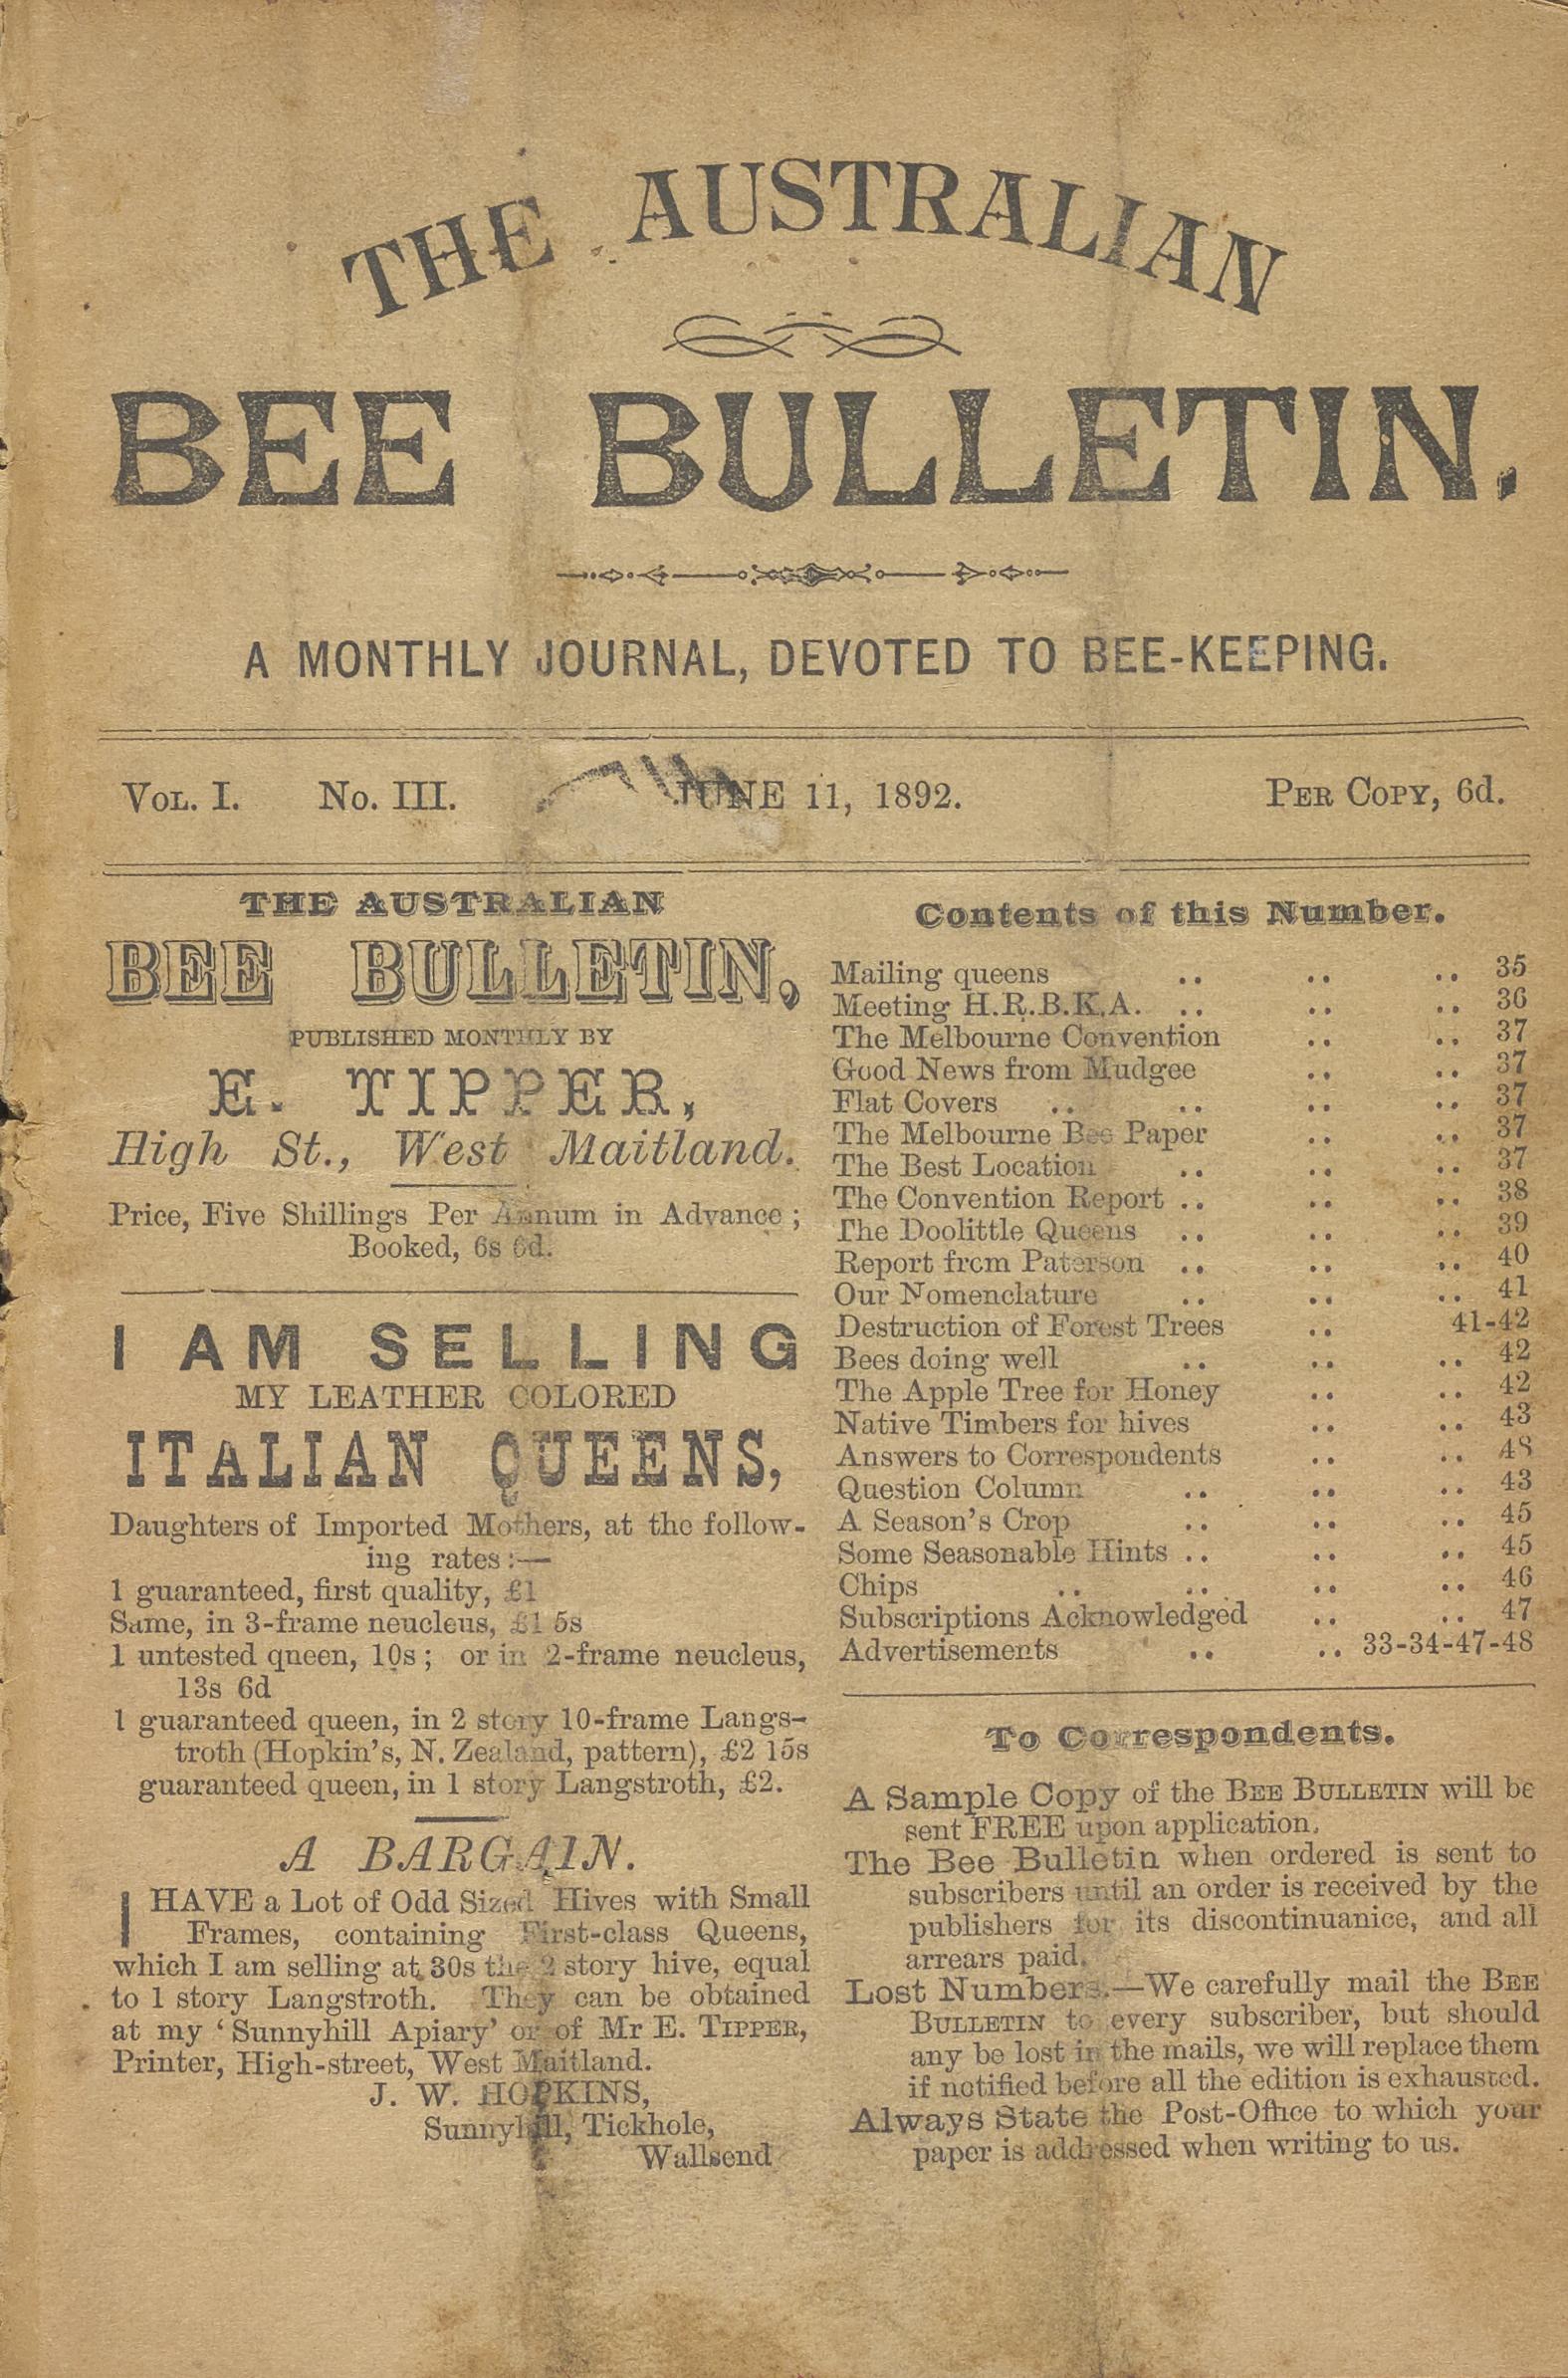 THE AUSTRALIAN
BEE BULLETIN.
A MONTHLY JOURNAL, DEVOTED TO BEE-KEEPING.
VOL. I. No. III. JUNE 11, 1892. PER COPY, 6d.
THE AUSTRALIAN
BEE BULLETIN,
PUBLISHED MONTHLY BY
E. TIPPER,
High St., West Maitland.
Price, Five Shillings Per Annum in Advance;
Booked, 6s 6d.
I AM SELLING
MY LEATHER COLORED
ITALIAN QUEENS,
Daughters of Imported Mothers, at the follow-
ing rates:—
1 guaranteed, first quality, £1
Same, in 3-frame neucleus, £1 5s
1 untested qneen, 10s; or in 2-frame neucleus,
13s 6d
1 guaranteed queen, in 2 story 10-frame Langs-
troth (Hopkin's, N. Zealand, pattern), £2 15s
guaranteed queen, in 1 story Langstroth, £2.
A BARGAIN.
I HAVE a Lot of Odd Sized Hives with Small
Frames, containing First-class Queens,
which I am selling at 30s the 2 story hive, equal
to 1 story Langstroth. They can be obtained
at my 'Sunnyhill Apiary' or of Mr E. TIPPER,
Printer, High-street, West Maitland.
J. W. HOPKINS,
Sunnyhill, Tickhole,
Wallsend
Contents of this Number.
Mailing queens .. .. .. 35
Meeting H.R.B.K.A. .. .. .. 36
The Melbourne Convention .. .. 37
Good News from Mudgee .. .. 37
Flat Covers .. .. .. .. 37
The Melbourne Bee Paper .. .. 37
The Best Location .. .. .. 37
The Convention Report .. .. .. 38
The Doolittle Queens .. .. .. 39
Report frcm Paterson .. .. .. 40
Our Nomenclature .. .. .. 41
Destruction of Forest Trees .. 41-42
Bees doing well .. .. .. 42
The Apple Tree for Honey .. .. 42
Native Timbers for hives .. .. 43
Answers to Correspondents .. .. 43
Question Column .. .. .. 43
A Season's Crop .. .. .. 45
Some Seasonable Hints .. .. .. 45
Chips .. .. .. .. 46
Subscriptions Acknowledged .. .. 47
Advertisements .. .. 33-34-47-48
To Correspondents.
A Sample Copy of the BEE BULLETIN will be
sent FREE upon application.
The Bee Bulletin when ordered is sent to
subscribers until an order is received by the
publishers for its discontinuanice, and all
arrears paid.
Lost Numbers.—We carefully mail the BEE
BULLETIN to every subscriber, but should
any be lost in the mails, we will replace them
if notified before all the edition is exhausted.
Always State the Post-Office to which your
paper is addressed when writing to us.